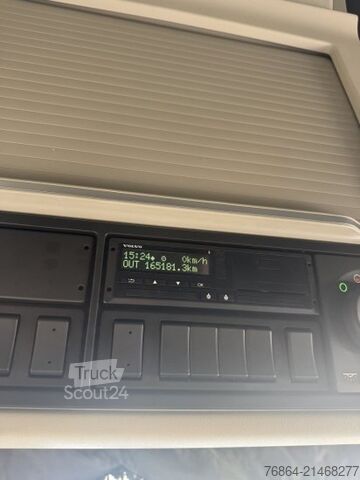 VOLVO
15:24 0 0km/h
OUT 165181.3km
OK
Truck
Scout24
76864-21468277